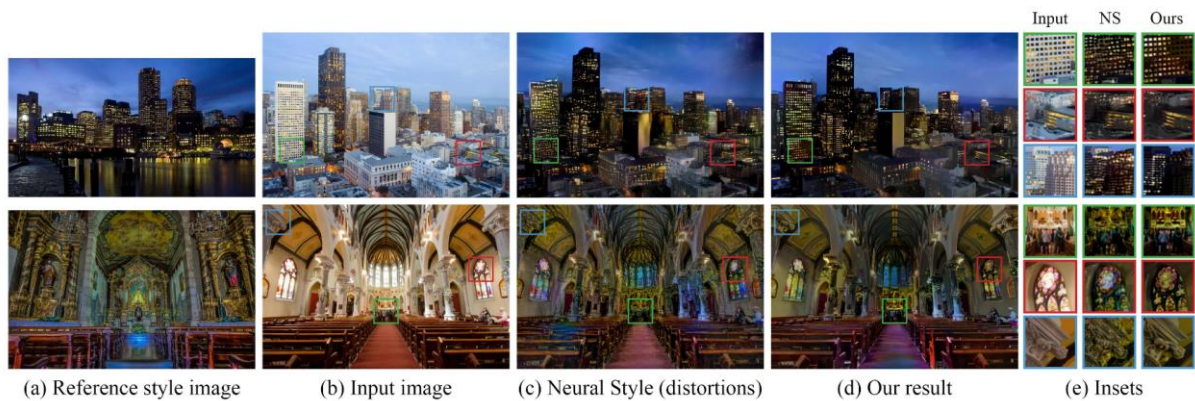 Input NS Ours
(a) Reference style image (b) Input image (c) Neural Style (distortions) (d) Our result (e) Insets